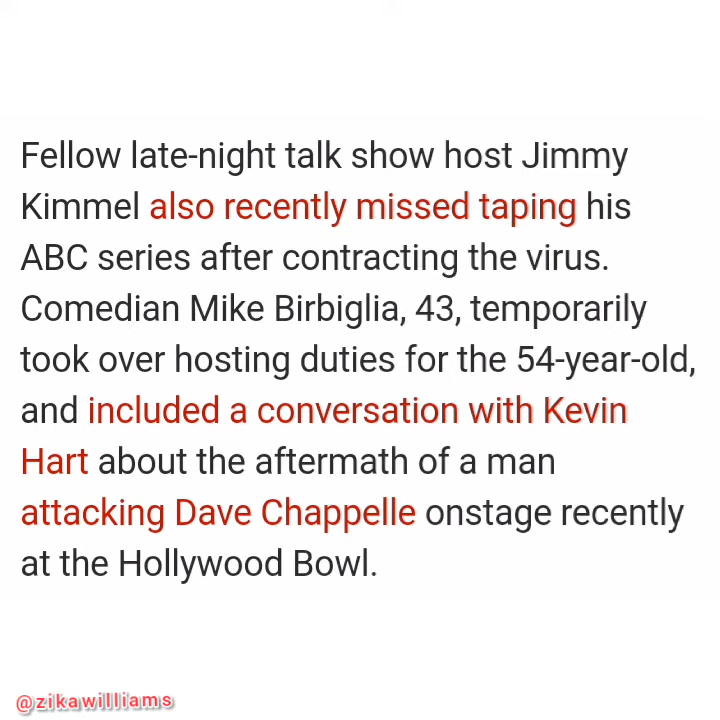 Fellow late-night talk show host Jimmy
Kimmel also recently missed taping his
ABC series after contracting the virus.
Comedian Mike Birbiglia, 43, temporarily
took over hosting duties for the 54-year-old,
and included a conversation with Kevin
Hart about the aftermath of a man
attacking Dave Chappelle onstage recently
at the Hollywood Bowl.
@zikawilliams